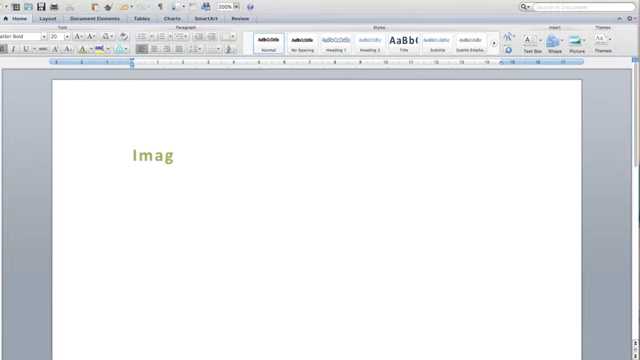 Search in Document
Home Layout Document Elements Tables Charts SmartArt Review
Font Paragraph Styles Insert Themes
Calibri Bold 20
200%
Normal No Spacing Heading 1 Heading 2 Title Subtitle Subtle Emphas...
Text Box Shape Picture Themes
Imag